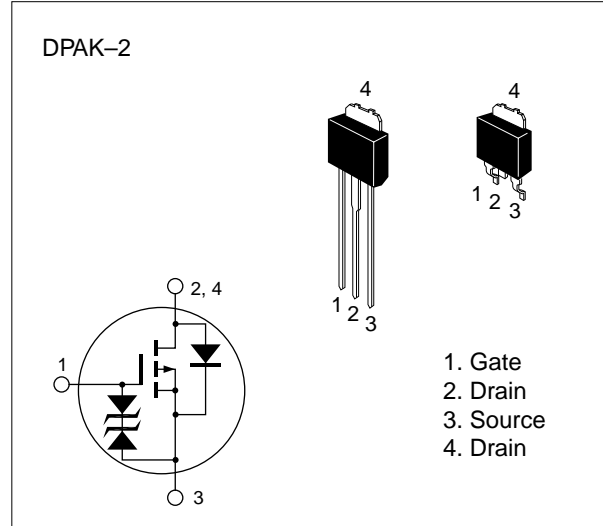 DPAK–2
4
4
1 2 3
1 2 3
2, 4
1
3
1. Gate
2. Drain
3. Source
4. Drain